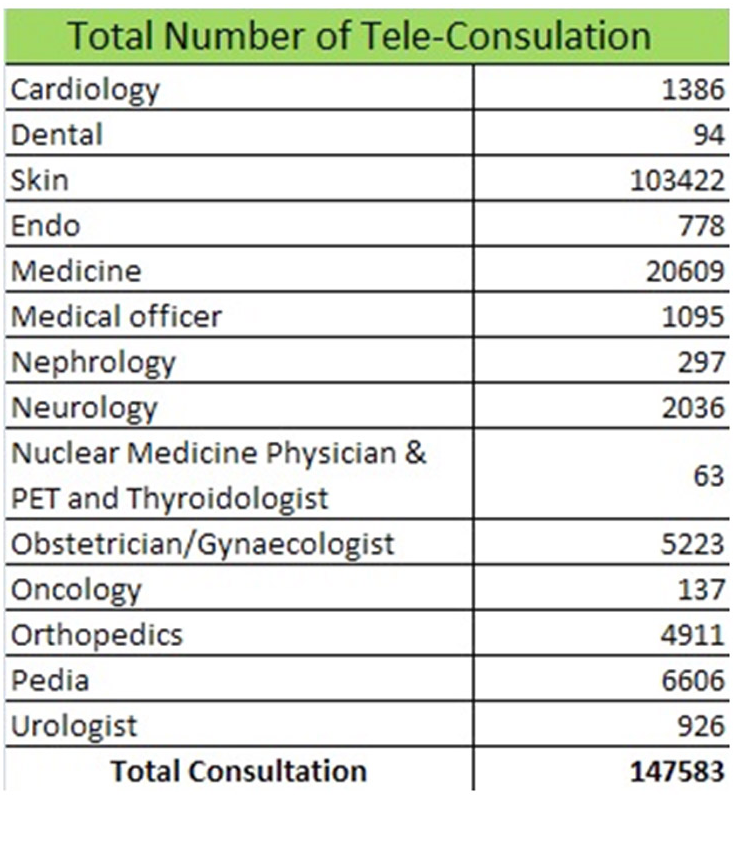 Total Number of Tele-Consulation
Cardiology 1386
Dental 94
Skin 103422
Endo 778
Medicine 20609
Medical officer 1095
Nephrology 297
Neurology 2036
Nuclear Medicine Physician &
PET and Thyroidologist 63
Obstetrician/Gynaecologist 5223
Oncology 137
Orthopedics 4911
Pedia 6606
Urologist 926
Total Consultation 147583